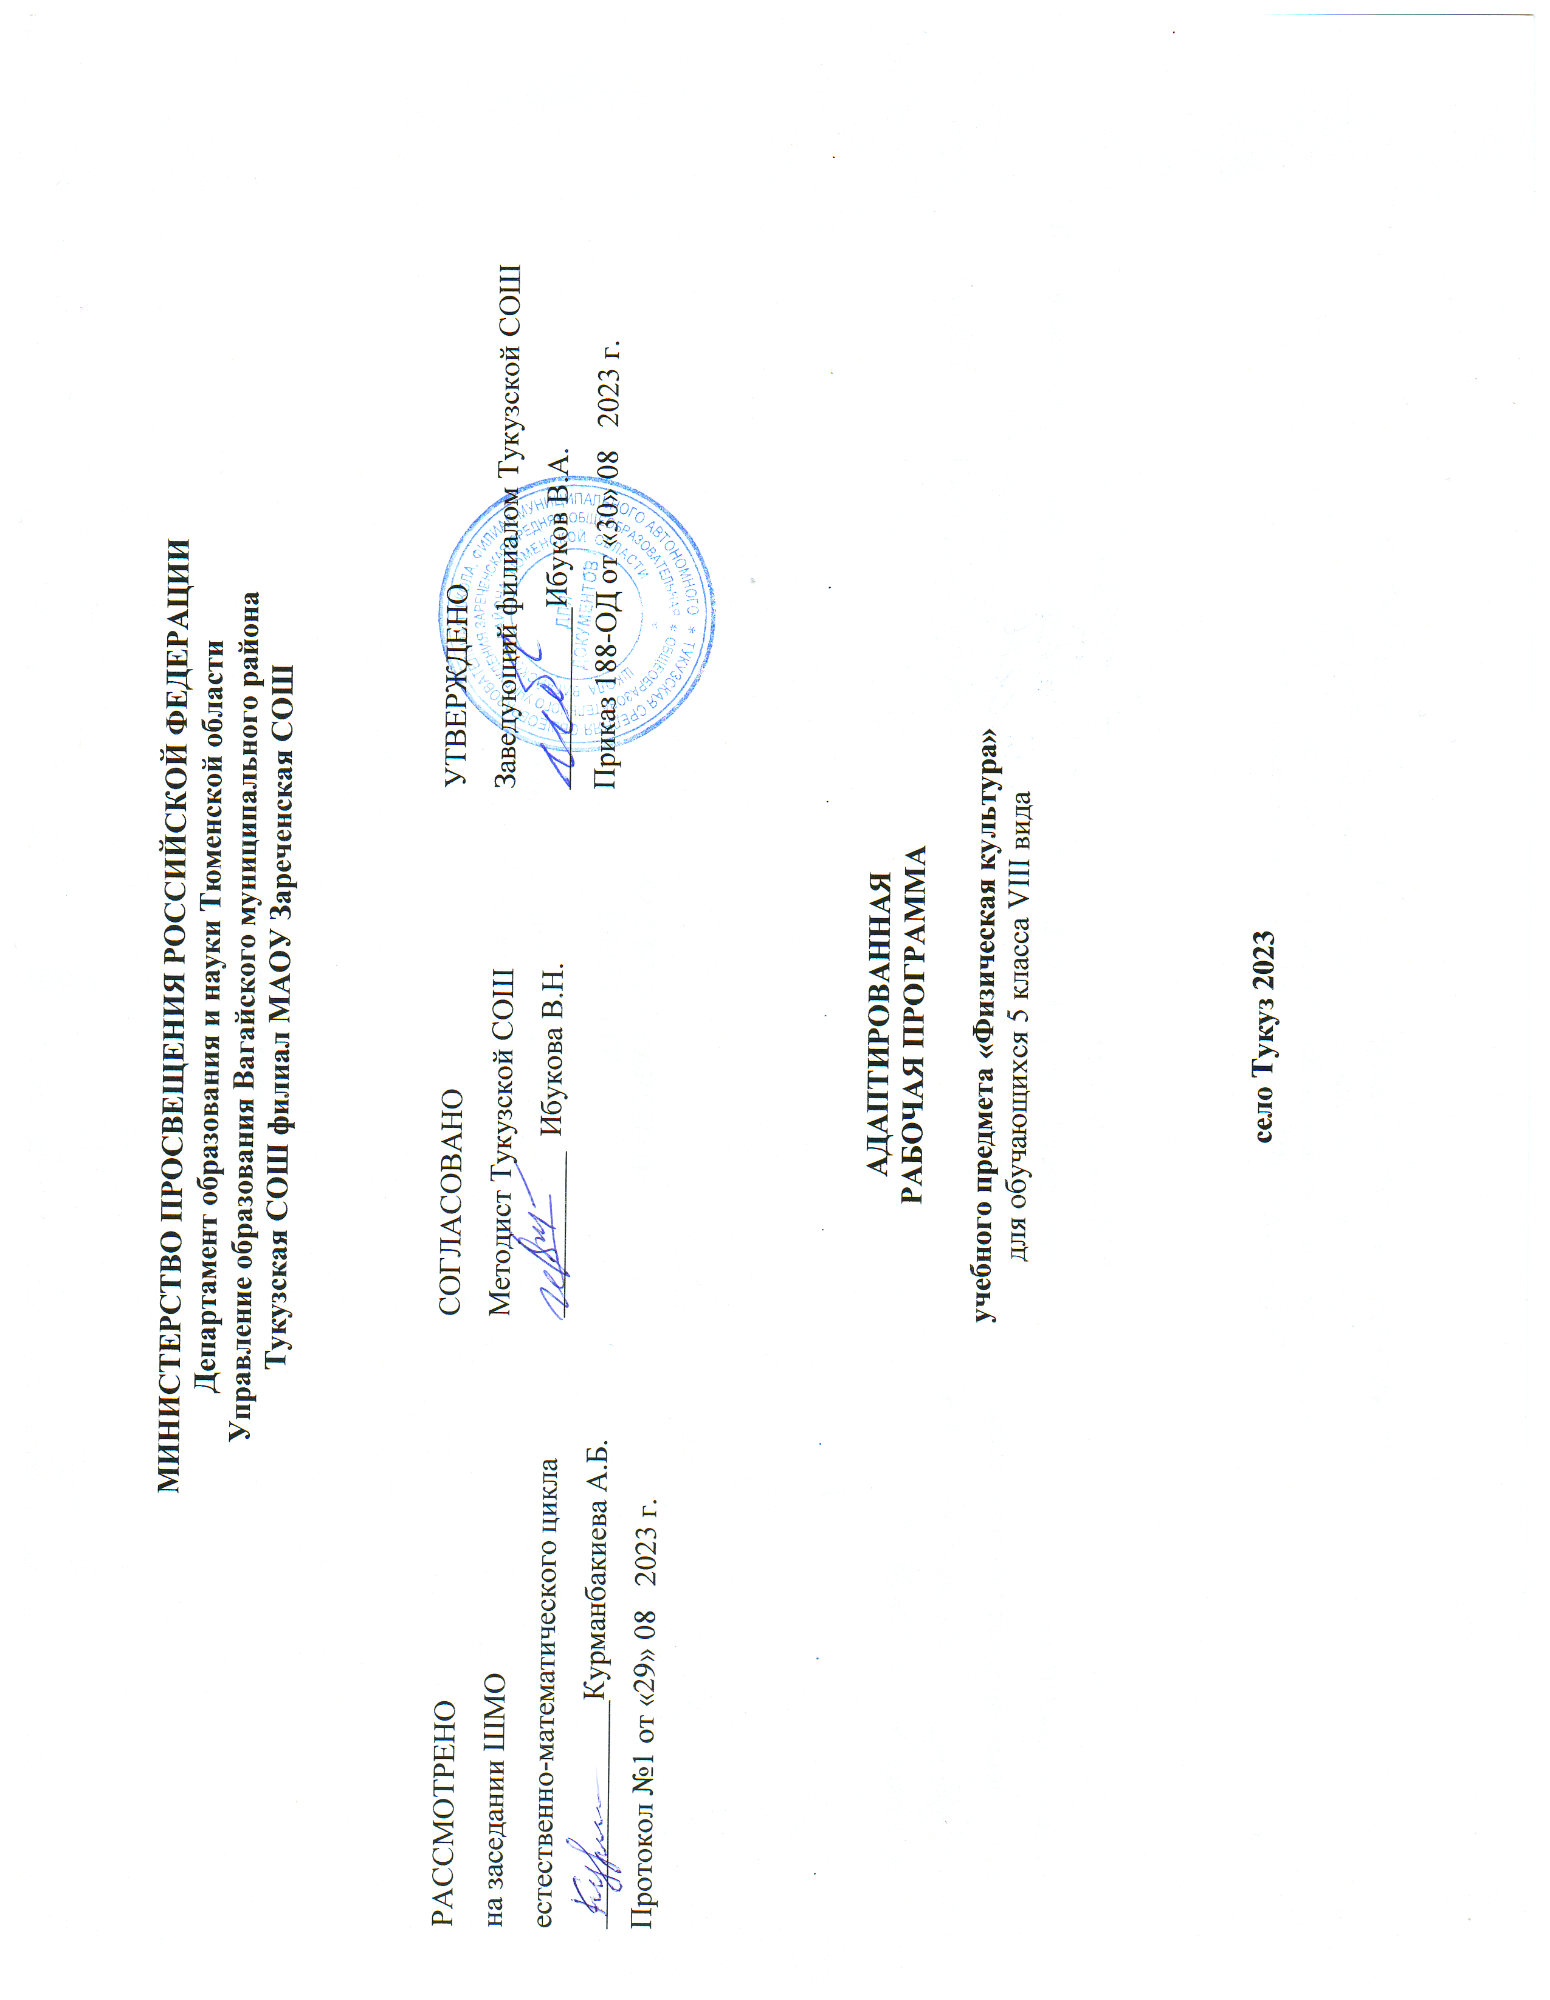 МИНИСТЕРСТВО ПРОСВЕЩЕНИЯ РОССИЙСКОЙ ФЕДЕРАЦИИ
Департамент образования и науки Тюменской области
Управление образования Вагайского муниципального района
Тукузская СОШ филиал МАОУ Зареченская СОШ
РАССМОТРЕНО
на заседании ШМО
естественно-математического цикла
Курманбакиева А.Б.
Протокол №1 от «29» 08 2023 г.
СОГЛАСОВАНО
Методист Тукузской СОШ
Ибукова В.Н.
УТВЕРЖДЕНО
Заведующий филиалом Тукузской СОШ
Ибуков В.А.
Приказ 188-ОД от «30» 08 2023 г.
ДЛЯ
ДОКУМЕНТОВ
АДАПТИРОВАННАЯ
РАБОЧАЯ ПРОГРАММА
учебного предмета «Физическая культура»
для обучающихся 5 класса VIII вида
село Тукуз 2023